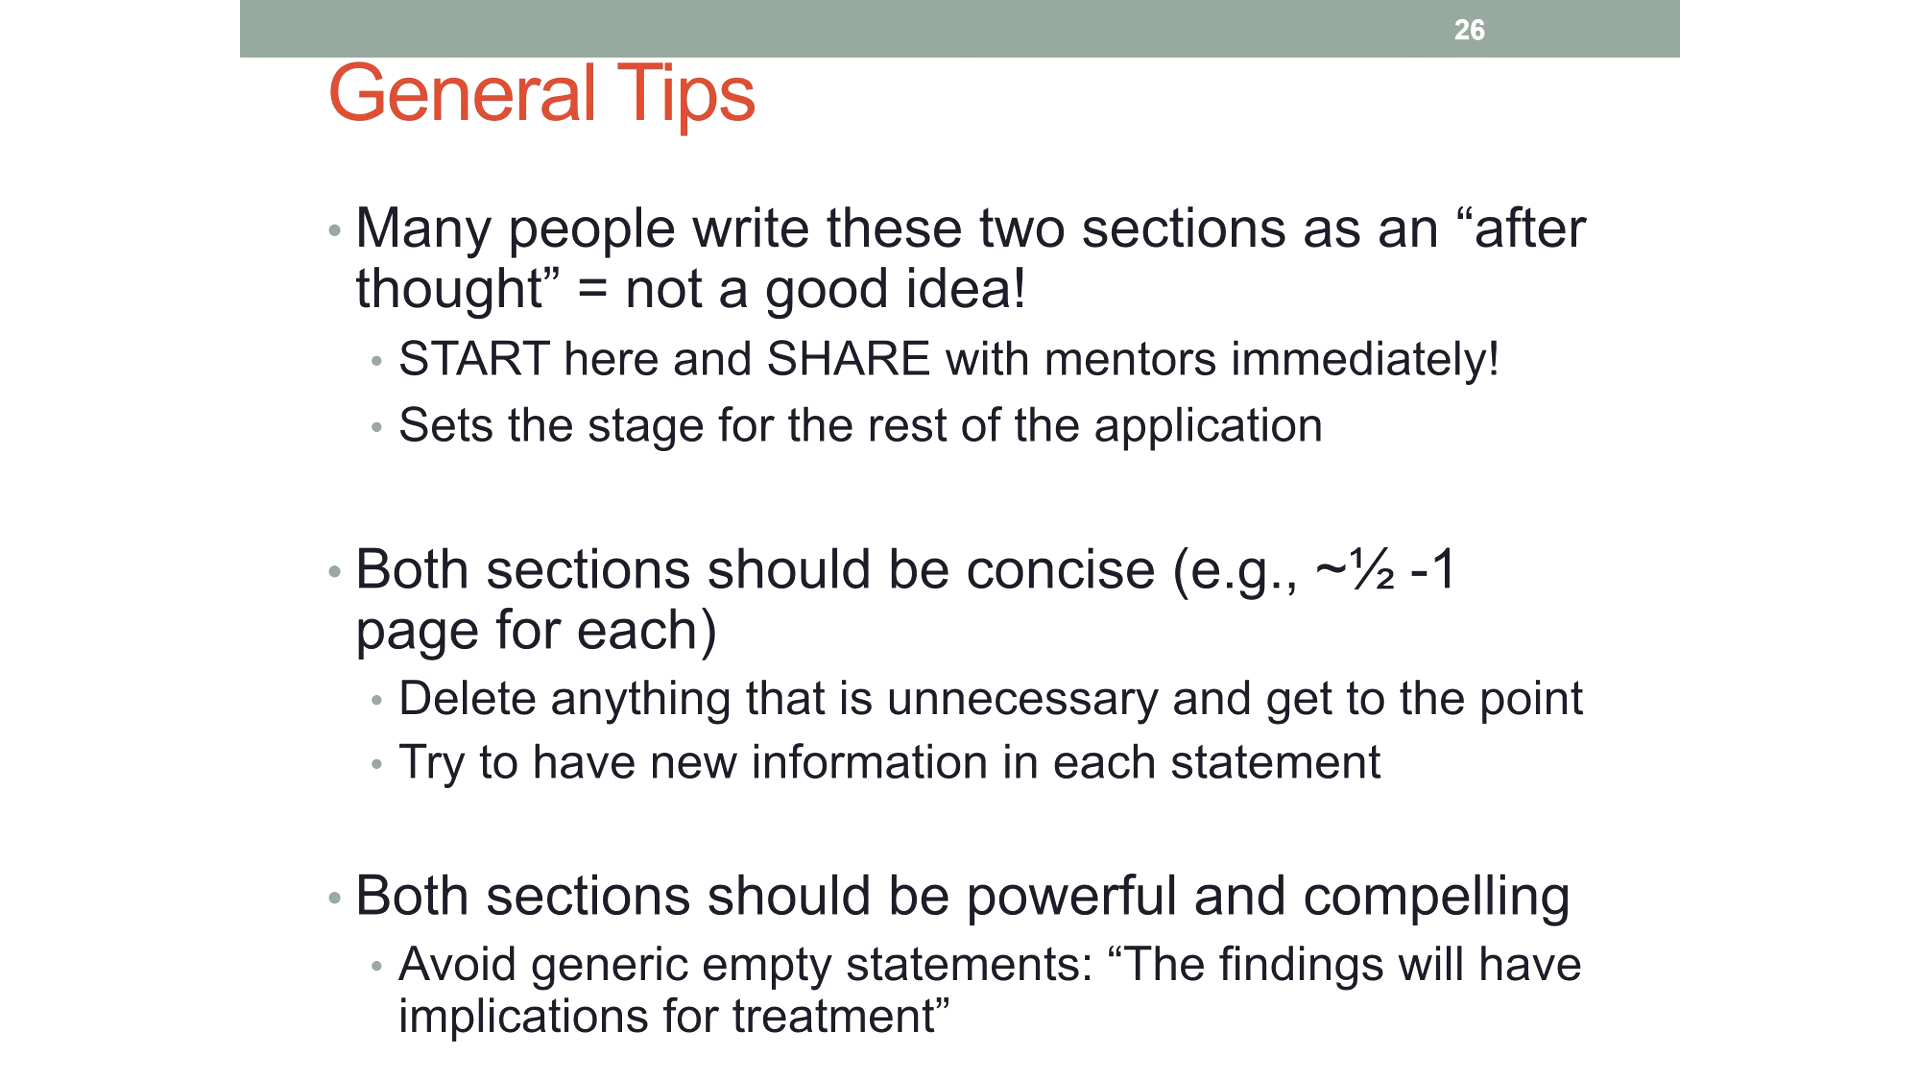 26
General Tips
• Many people write these two sections as an “after
thought” = not a good idea!
• START here and SHARE with mentors immediately!
• Sets the stage for the rest of the application
• Both sections should be concise (e.g., ~½ -1
page for each)
• Delete anything that is unnecessary and get to the point
• Try to have new information in each statement
• Both sections should be powerful and compelling
• Avoid generic empty statements: “The findings will have
implications for treatment”